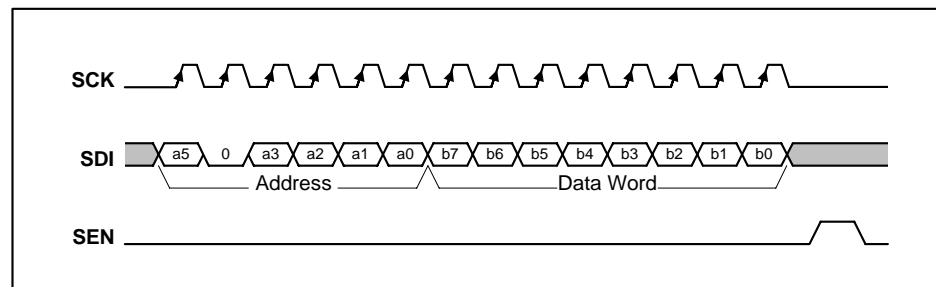 SCK
SDI a5 0 a3 a2 a1 a0 b7 b6 b5 b4 b3 b2 b1 b0
Address Data Word
SEN